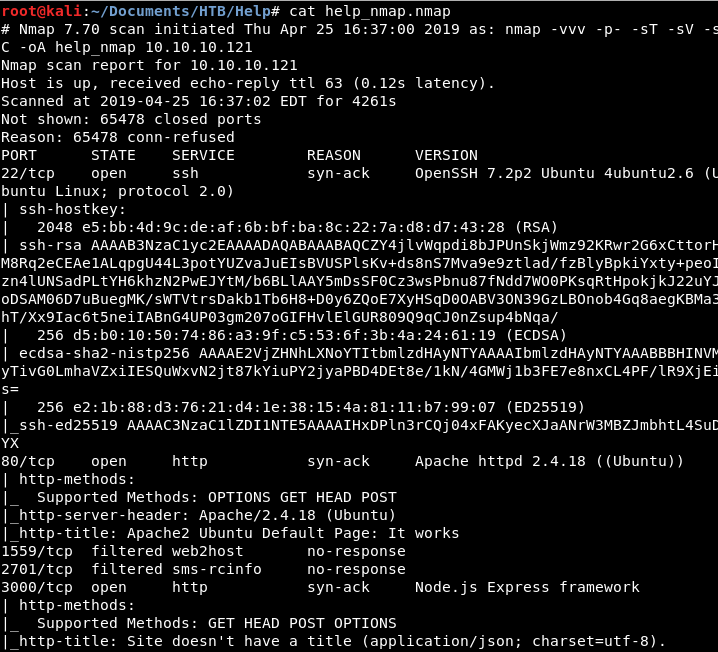 root@kali:~/Documents/HTB/Help# cat help_nmap.nmap
# Nmap 7.70 scan initiated Thu Apr 25 16:37:00 2019 as: nmap -vvv -p- -sT -sV -s
C -oA help_nmap 10.10.10.121
Nmap scan report for 10.10.10.121
Host is up, received echo-reply ttl 63 (0.12s latency).
Scanned at 2019-04-25 16:37:02 EDT for 4261s
Not shown: 65478 closed ports
Reason: 65478 conn-refused
PORT      STATE    SERVICE        REASON      VERSION
22/tcp    open     ssh            syn-ack     OpenSSH 7.2p2 Ubuntu 4ubuntu2.6 (U
buntu Linux; protocol 2.0)
| ssh-hostkey:
|   2048 e5:bb:4d:9c:de:af:6b:bf:ba:8c:22:7a:d8:d7:43:28 (RSA)
| ssh-rsa AAAAB3NzaC1yc2EAAAADAQABAAABAQCZY4jlvWqpdi8bJPUnSkjWmz92KRwr2G6xCttorH
M8Rq2eCEAe1ALqpgU44L3potYUZvaJuEIsBVUSPlsKv+ds8nS7Mva9e9ztlad/fzBlyBpkiYxty+peoI
zn4lUNSadPLtYH6khzN2PwEJYtM/b6BLlAAY5mDsSF0Cz3wsPbnu87fNdd7WO0PKsqRtHpokjkJ22uYJ
oDSAM06D7uBuegMK/sWTVtrsDakb1Tb6H8+D0y6ZQoE7XyHSqD0OABV3ON39GzLBOnob4Gq8aegKBMa3
hT/Xx9Iac6t5neiIABnG4UP03gm207oGIFHvlElGUR809Q9qCJ0nZsup4bNqa/
|   256 d5:b0:10:50:74:86:a3:9f:c5:53:6f:3b:4a:24:61:19 (ECDSA)
| ecdsa-sha2-nistp256 AAAAE2VjZHNhLXNoYTItbmlzdHAyNTYAAAAIbmlzdHAyNTYAAABBBHINVM
yTivG0LmhaVZxiIESQuWxvN2jt87kYiuPY2jyaPBD4DEt8e/1kN/4GMWj1b3FE7e8nxCL4PF/lR9XjEi
s=
|   256 e2:1b:88:d3:76:21:d4:1e:38:15:4a:81:11:b7:99:07 (ED25519)
|_ssh-ed25519 AAAAC3NzaC1lZDI1NTE5AAAAIHxDPln3rCQj04xFAKyecXJaANrW3MBZJmbhtL4SuD
YX
80/tcp    open     http           syn-ack     Apache httpd 2.4.18 ((Ubuntu))
| http-methods:
|_  Supported Methods: OPTIONS GET HEAD POST
|_http-server-header: Apache/2.4.18 (Ubuntu)
|_http-title: Apache2 Ubuntu Default Page: It works
1559/tcp  filtered web2host       no-response
2701/tcp  filtered sms-rcinfo     no-response
3000/tcp  open     http           syn-ack     Node.js Express framework
| http-methods:
|_  Supported Methods: GET HEAD POST OPTIONS
|_http-title: Site doesn't have a title (application/json; charset=utf-8).